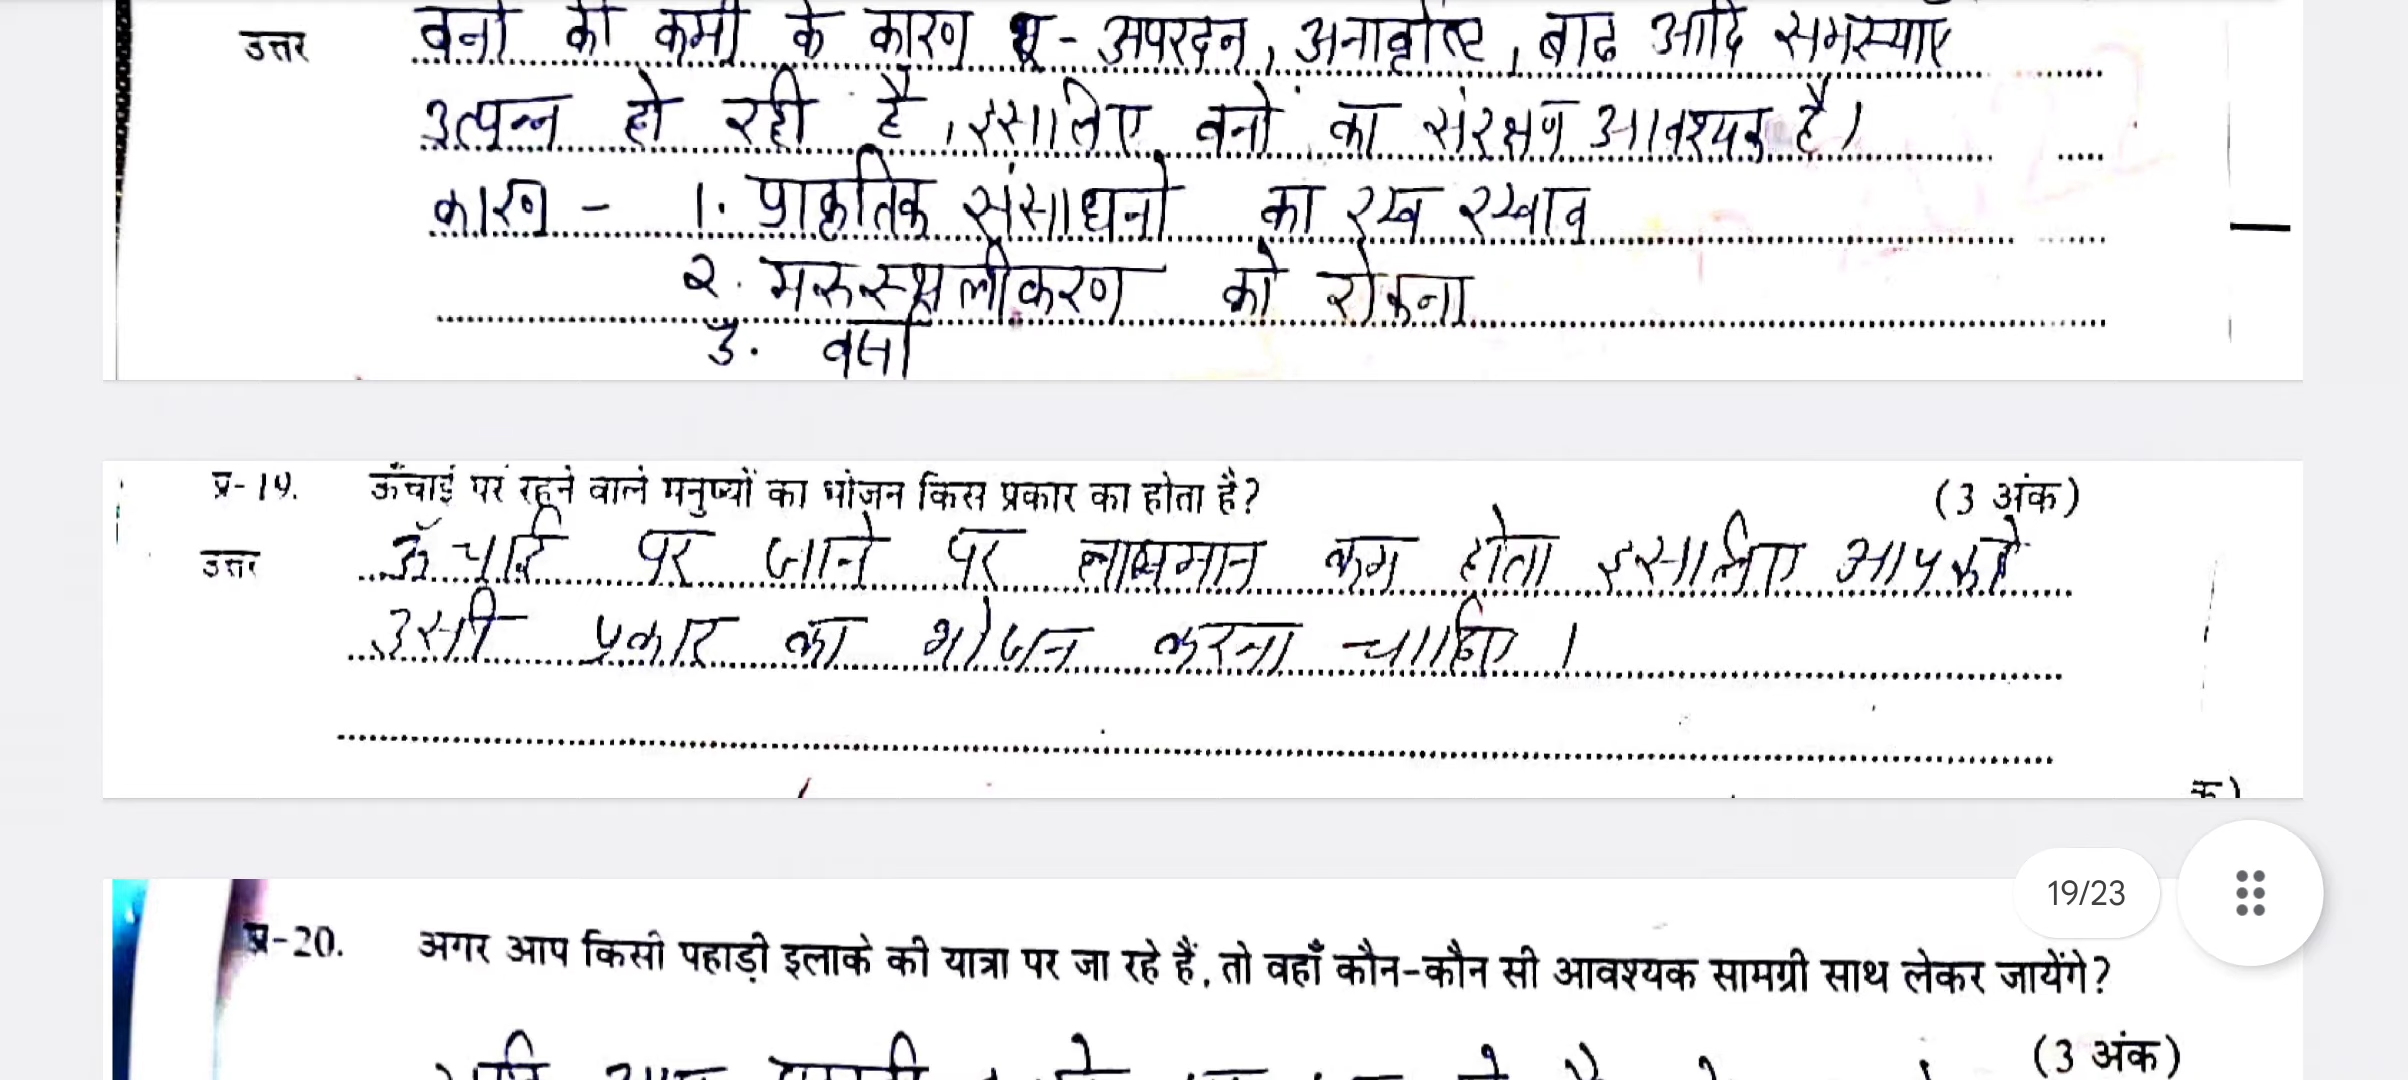 उत्तर वनों की कमी के कारण भू - अपरदन, अनावृष्टि, बाढ आदि समस्याए
उत्पन्न हो रही है, इसलिए वनों का संरक्षण आवश्यक है।
कारण - 1. प्राकृतिक संसाधनो का रख रखाव
२. मरुस्थलीकरण को रोकना
3. वर्षा
प्र-19. ऊँचाई पर रहने वाले मनुष्यों का भोजन किस प्रकार का होता है? (3 अंक)
उत्तर ऊँचाई पर जाने पर तापमान कम होता इसलिए आपको
उसी प्रकार का भोजन करना चाहिए।
क)
19/23
प्र-20. अगर आप किसी पहाड़ी इलाके की यात्रा पर जा रहे हैं, तो वहाँ कौन-कौन सी आवश्यक सामग्री साथ लेकर जायेंगे?
(3 अंक)